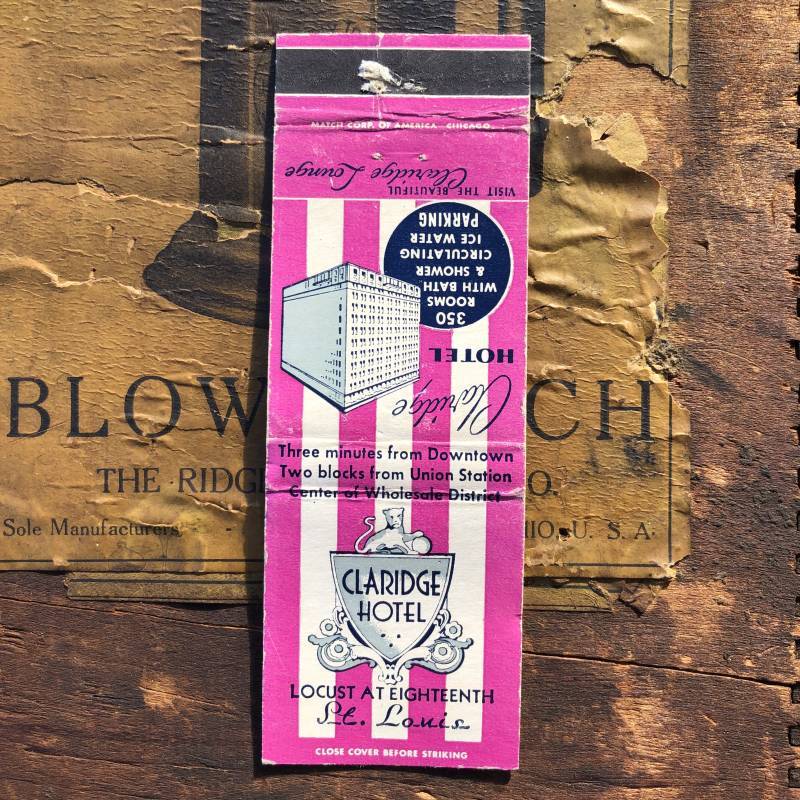 MATCH CORP. OF AMERICA CHICAGO
VISIT THE BEAUTIFUL
Claridge Lounge
350
ROOMS
WITH BATH
& SHOWER
CIRCULATING
ICE WATER
PARKING
Claridge
HOTEL
Three minutes from Downtown
Two blocks from Union Station
Center of Wholesale District
CLARIDGE
HOTEL
LOCUST AT EIGHTEENTH
St. Louis
CLOSE COVER BEFORE STRIKING
BLOW CH
THE RIDG O.
Sole Manufacturers - IO, U. S. A.